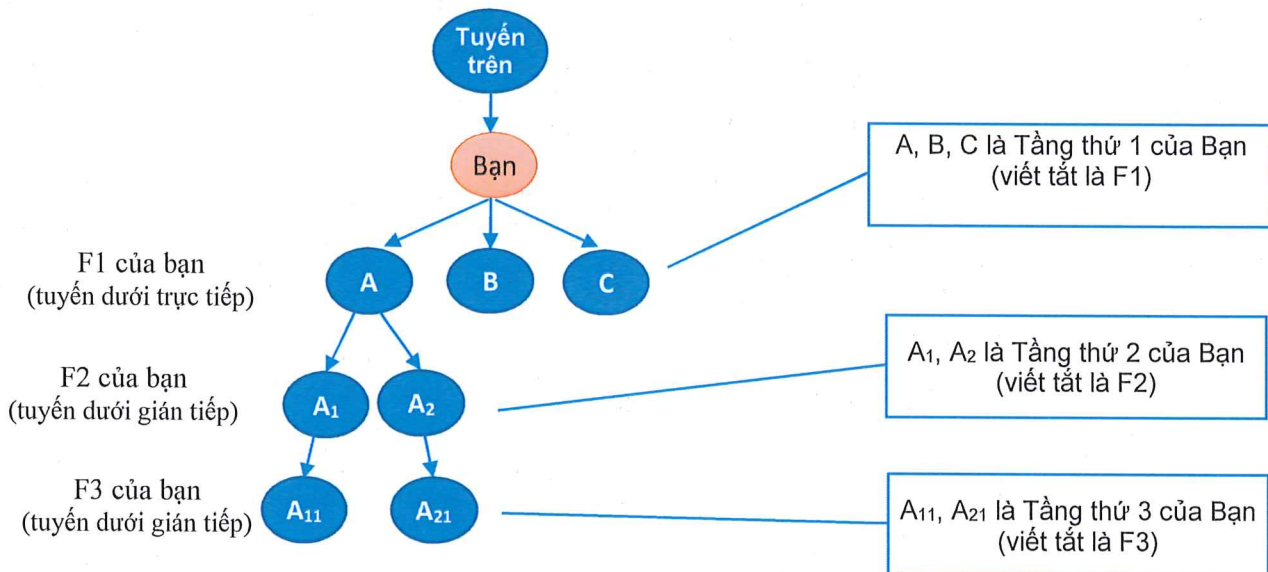 Tuyến
trên
Bạn
A, B, C là Tầng thứ 1 của Bạn
(viết tắt là F1)
F1 của bạn
(tuyến dưới trực tiếp)
A
B
C
A₁, A₂ là Tầng thứ 2 của Bạn
(viết tắt là F2)
F2 của bạn
(tuyến dưới gián tiếp)
A₁
A₂
F3 của bạn
(tuyến dưới gián tiếp)
A₁₁
A₂₁
A₁₁, A₂₁ là Tầng thứ 3 của Bạn
(viết tắt là F3)